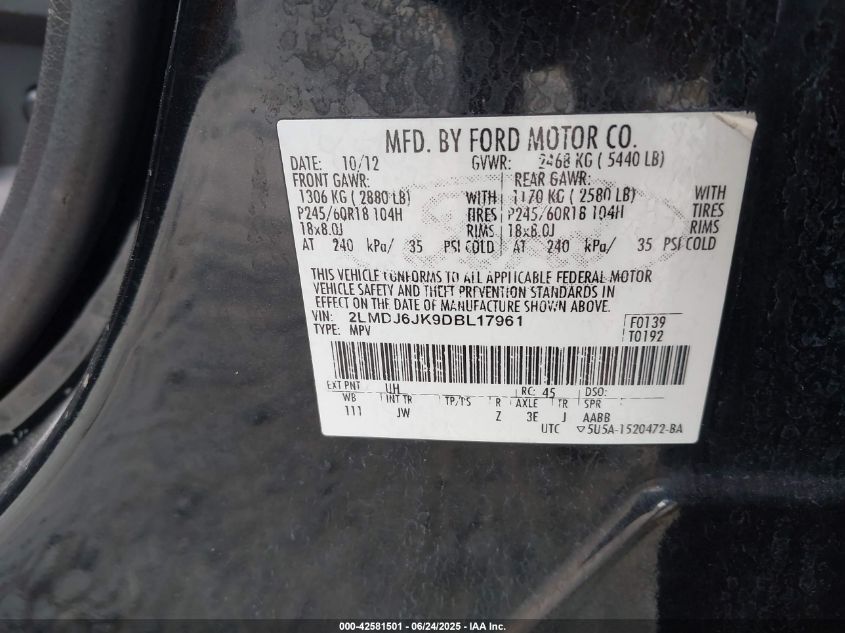 MFD. BY FORD MOTOR CO.
DATE: 10/12 GVWR: 2468 KG ( 5440 LB)
FRONT GAWR: REAR GAWR:
1306 KG ( 2880 LB) WITH 1170 KG ( 2580 LB) WITH
P245/60R18 104H TIRES P245/60R18 104H TIRES
18x8.0J RIMS 18x8.0J RIMS
AT 240 kPa/ 35 PSI COLD AT 240 kPa/ 35 PSI COLD
THIS VEHICLE CONFORMS TO ALL APPLICABLE FEDERAL MOTOR
VEHICLE SAFETY AND THEFT PREVENTION STANDARDS IN
EFFECT ON THE DATE OF MANUFACTURE SHOWN ABOVE.
VIN: 2LMDJ6JK9DBL17961 F0139
TYPE: MPV T0192
EXT PNT UH RC: 45 DSO:
WB INT TR TP/PS R AXLE TR SPR
111 JW Z 3E J AABB
UTC ▽5U5A-1520472-BA
000-42581501 - 06/24/2025 - IAA Inc.